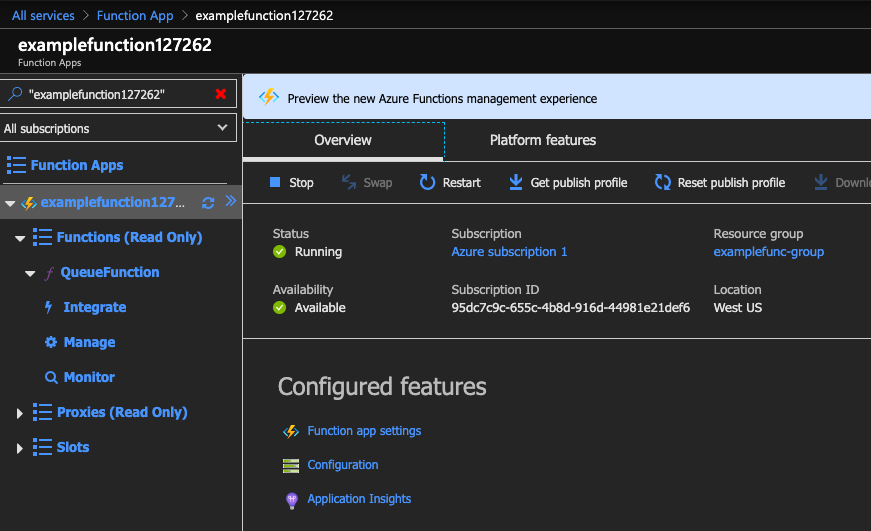 All services > Function App > examplefunction127262
examplefunction127262
Function Apps
"examplefunction127262"
All subscriptions
Function Apps
examplefunction127...
Functions (Read Only)
QueueFunction
Integrate
Manage
Monitor
Proxies (Read Only)
Slots
Preview the new Azure Functions management experience
Overview Platform features
Stop Swap Restart Get publish profile Reset publish profile Downl
Status Subscription Resource group
Running Azure subscription 1 examplefunc-group
Availability Subscription ID Location
Available 95dc7c9c-655c-4b8d-916d-44981e21def6 West US
Configured features
Function app settings
Configuration
Application Insights